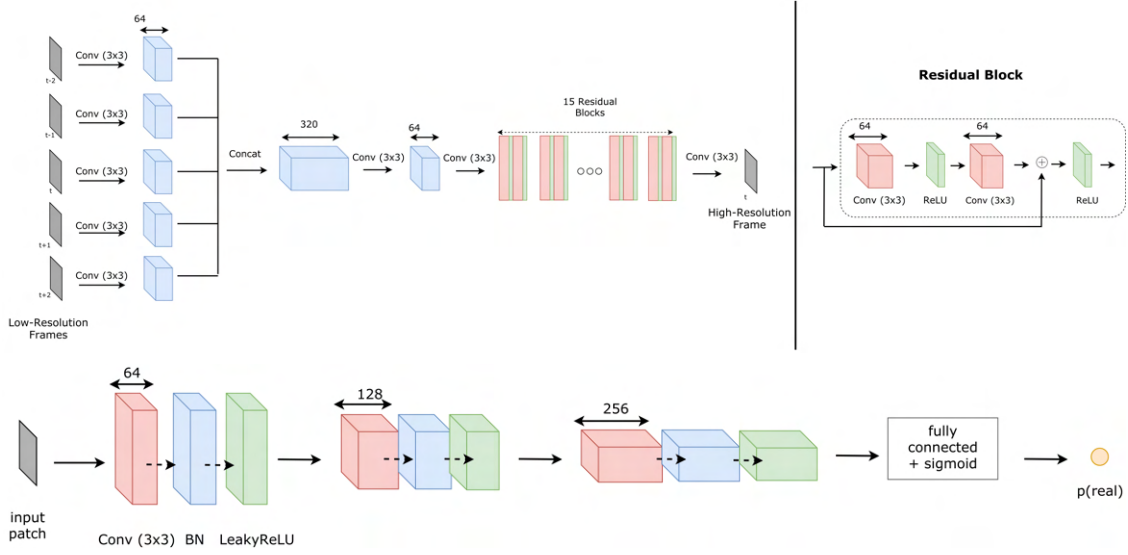 64
Conv (3x3)
t-2
Conv (3x3)
t-1
Conv (3x3)
t
Conv (3x3)
t+1
Conv (3x3)
t+2
Low-Resolution
Frames
Concat
320
Conv (3x3)
64
Conv (3x3)
15 Residual
Blocks
Conv (3x3)
t
High-Resolution
Frame
Residual Block
64
Conv (3x3)
ReLU
64
Conv (3x3)
ReLU
input
patch
64
Conv (3x3)
BN
LeakyReLU
128
256
fully
connected
+ sigmoid
p(real)